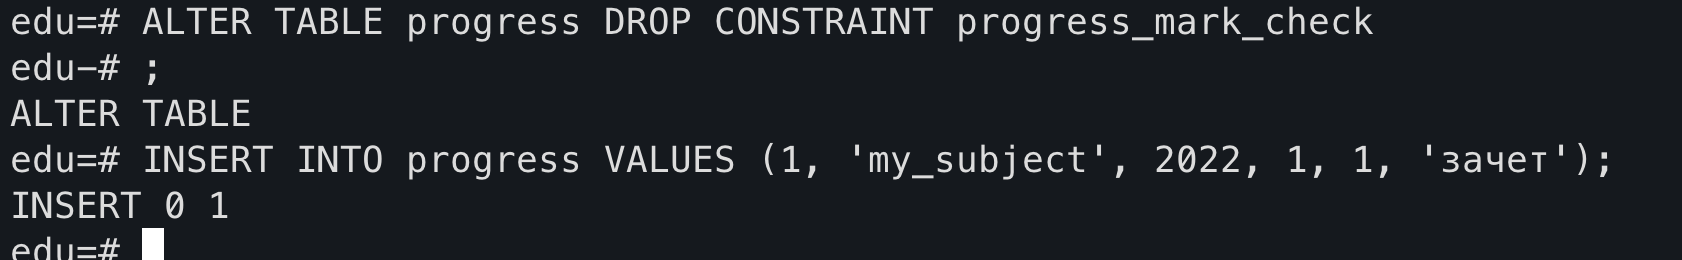 edu=# ALTER TABLE progress DROP CONSTRAINT progress_mark_check
edu-# ;
ALTER TABLE
edu=# INSERT INTO progress VALUES (1, 'my_subject', 2022, 1, 1, 'зачет');
INSERT 0 1
edu=#